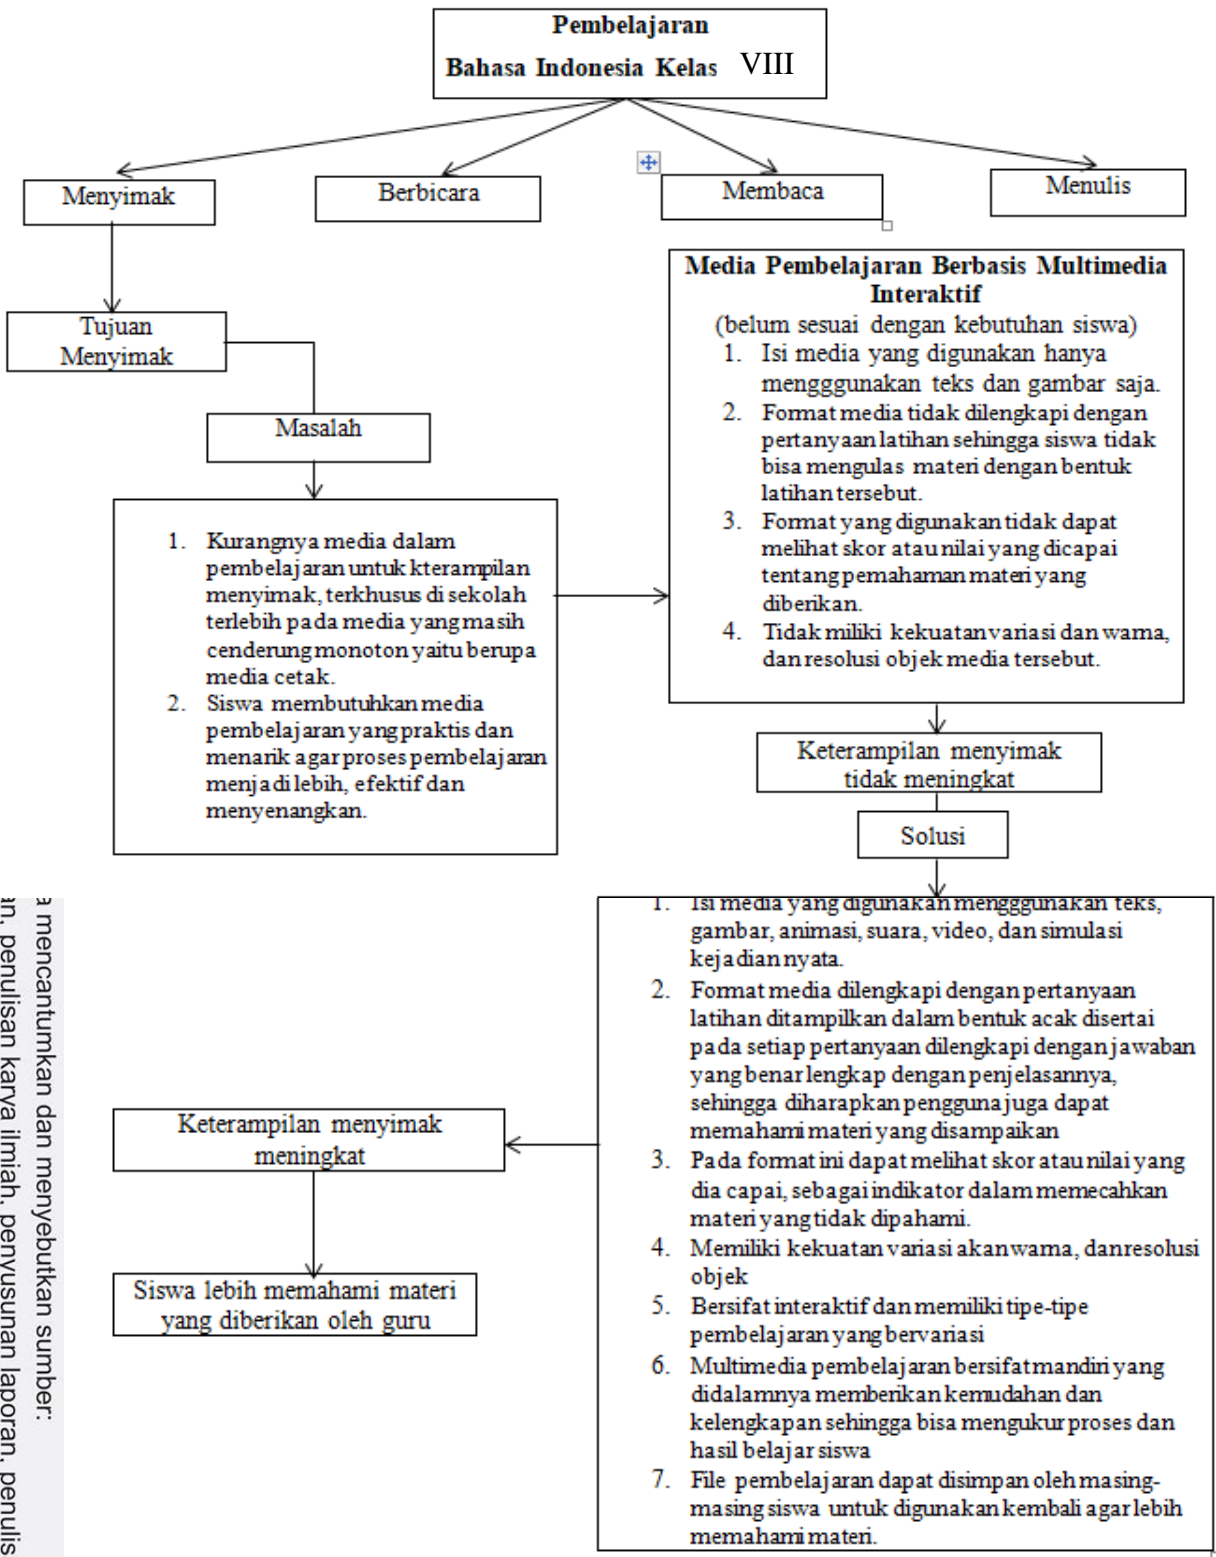 Pembelajaran
Bahasa Indonesia Kelas VIII
Menyimak
Berbicara
Membaca
Menulis
Tujuan
Menyimak
Masalah
1. Kurangnya media dalam
pembelajaran untuk kterampilan
menyimak, terkhusus di sekolah
terlebih pada media yang masih
cenderung monoton yaitu berupa
media cetak.
2. Siswa membutuhkan media
pembelajaran yang praktis dan
menarik agar proses pembelajaran
menjadi lebih, efektif dan
menyenangkan.
Media Pembelajaran Berbasis Multimedia
Interaktif
(belum sesuai dengan kebutuhan siswa)
1. Isi media yang digunakan hanya
mengggunakan teks dan gambar saja.
2. Format media tidak dilengkapi dengan
pertanyaan latihan sehingga siswa tidak
bisa mengulas materi dengan bentuk
latihan tersebut.
3. Format yang digunakan tidak dapat
melihat skor atau nilai yang dicapai
tentang pemahaman materi yang
diberikan.
4. Tidak miliki kekuatan variasi dan warna,
dan resolusi objek media tersebut.
Keterampilan menyimak
tidak meningkat
Solusi
1. Isi media yang digunakan mengggunakan teks,
gambar, animasi, suara, video, dan simulasi
kejadian nyata.
2. Format media dilengkapi dengan pertanyaan
latihan ditampilkan dalam bentuk acak disertai
pada setiap pertanyaan dilengkapi dengan jawaban
yang benar lengkap dengan penjelasannya,
sehingga diharapkan pengguna juga dapat
memahami materi yang disampaikan
3. Pada format ini dapat melihat skor atau nilai yang
dia capai, sebagai indikator dalam memecahkan
materi yang tidak dipahami.
4. Memiliki kekuatan variasi akan warna, dan resolusi
objek
5. Bersifat interaktif dan memiliki tipe-tipe
pembelajaran yang bervariasi
6. Multimedia pembelajaran bersifat mandiri yang
didalamnya memberikan kemudahan dan
kelengkapan sehingga bisa mengukur proses dan
hasil belajar siswa
7. File pembelajaran dapat disimpan oleh masing-
masing siswa untuk digunakan kembali agar lebih
memahami materi.
Keterampilan menyimak
meningkat
Siswa lebih memahami materi
yang diberikan oleh guru
a mencantumkan dan menyebutkan sumber:
an, penulisan karya ilmiah, penyusunan laporan, penulis